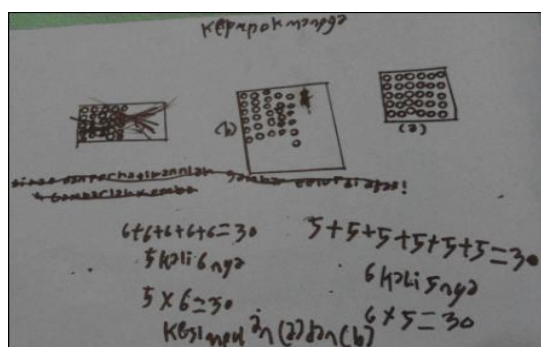 Kelompok mangga
(b)
(a)
gambar
6+6+6+6+6=30
5 kali 6 nya
5 x 6 = 30
5+5+5+5+5+5=30
6 kali 5 nya
6 x 5 = 30
(a) dan (b)